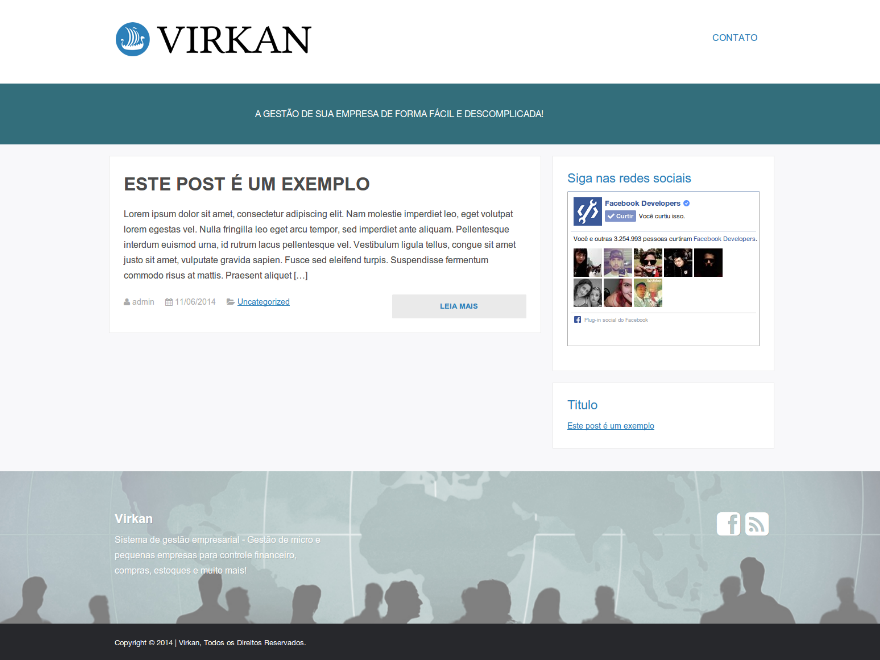 VIRKAN
CONTATO
A GESTÃO DE SUA EMPRESA DE FORMA FÁCIL E DESCOMPLICADA!
ESTE POST É UM EXEMPLO
Lorem ipsum dolor sit amet, consectetur adipiscing elit. Nam molestie imperdiet leo, eget volutpat
lorem egestas vel. Nulla fringilla leo eget arcu tempor, sed imperdiet ante aliquam. Pellentesque
interdum euismod urna, id rutrum lacus pellentesque vel. Vestibulum ligula tellus, congue sit amet
justo sit amet, vulputate gravida sapien. Fusce sed eleifend turpis. Suspendisse fermentum
commodo risus at mattis. Praesent aliquet [...]
admin 11/06/2014 Uncategorized
LEIA MAIS
Siga nas redes sociais
Facebook Developers
Curtir Você curtiu isso.
Você e outras 3.254.993 pessoas curtiram Facebook Developers.
Plug-in social do Facebook
Titulo
Este post é um exemplo
Virkan
Sistema de gestão empresarial - Gestão de micro e
pequenas empresas para controle financeiro,
compras, estoques e muito mais!
Copyright © 2014 | Virkan, Todos os Direitos Reservados.